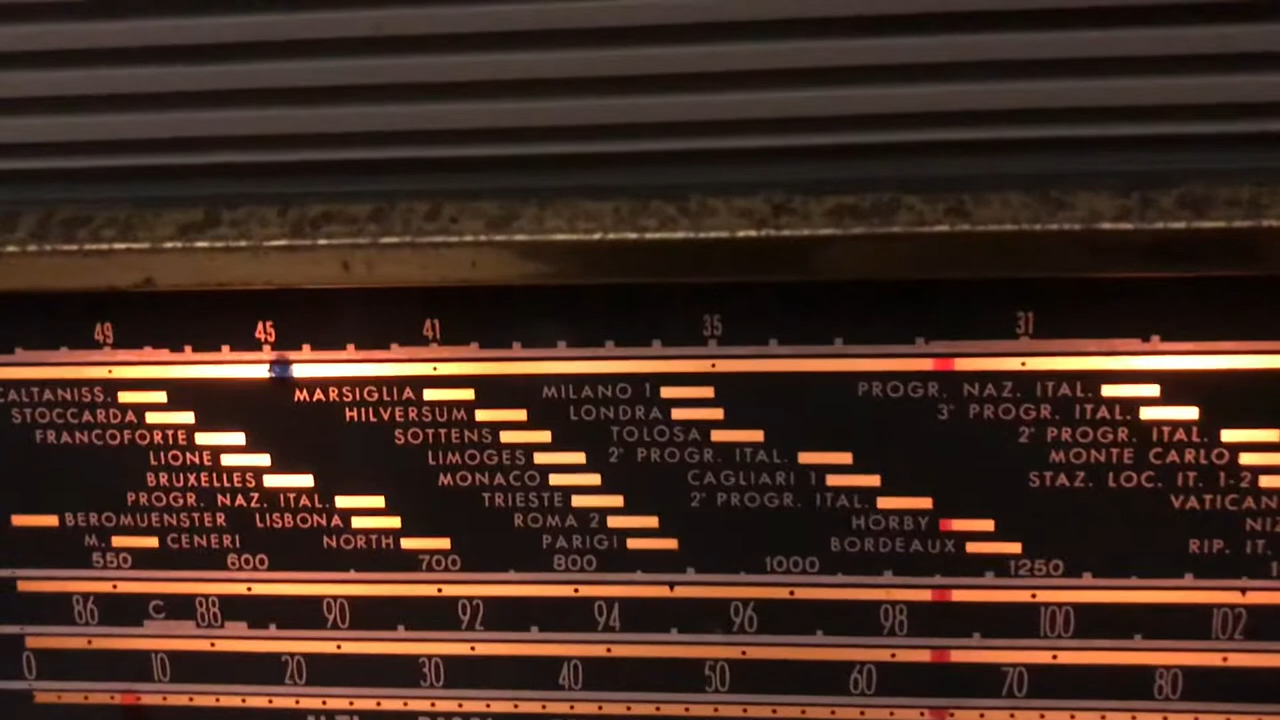 49 45 41 35 31
CALTANISS. MARSIGLIA MILANO 1 PROGR. NAZ. ITAL.
STOCCARDA HILVERSUM LONDRA 3° PROGR. ITAL.
FRANCOFORTE SOTTENS TOLOSA 2° PROGR. ITAL.
LIONE LIMOGES 2° PROGR. ITAL. MONTE CARLO
BRUXELLES MONACO CAGLIARI 1 STAZ. LOC. IT. 1-2
PROGR. NAZ. ITAL. TRIESTE 2° PROGR. ITAL. VATICAN
BEROMUENSTER LISBONA ROMA 2 HÖRBY
M. CENERI NORTH PARIGI BORDEAUX RIP. IT.
550 600 700 800 1000 1250
86 C 88 90 92 94 96 98 100 102
0 10 20 30 40 50 60 70 80